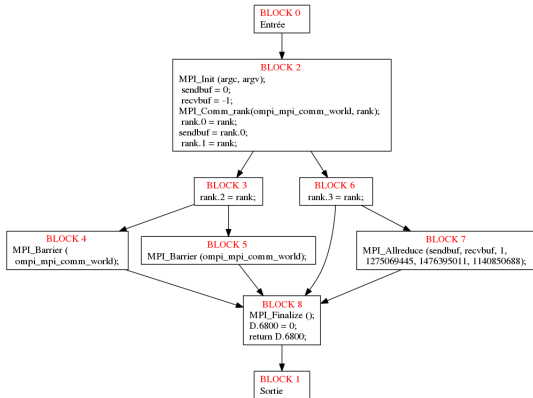 BLOCK 0
Entrée
BLOCK 2
MPI_Init (argc, argv);
sendbuf = 0;
recvbuf = -1;
MPI_Comm_rank(ompi_mpi_comm_world, rank);
rank.0 = rank;
sendbuf = rank.0;
rank.1 = rank;
BLOCK 3
rank.2 = rank;
BLOCK 6
rank.3 = rank;
BLOCK 4
MPI_Barrier (
ompi_mpi_comm_world);
BLOCK 5
MPI_Barrier (ompi_mpi_comm_world);
BLOCK 7
MPI_Allreduce (sendbuf, recvbuf, 1,
1275069445, 1476395011, 1140850688);
BLOCK 8
MPI_Finalize ();
D.6800 = 0;
return D.6800;
BLOCK 1
Sortie